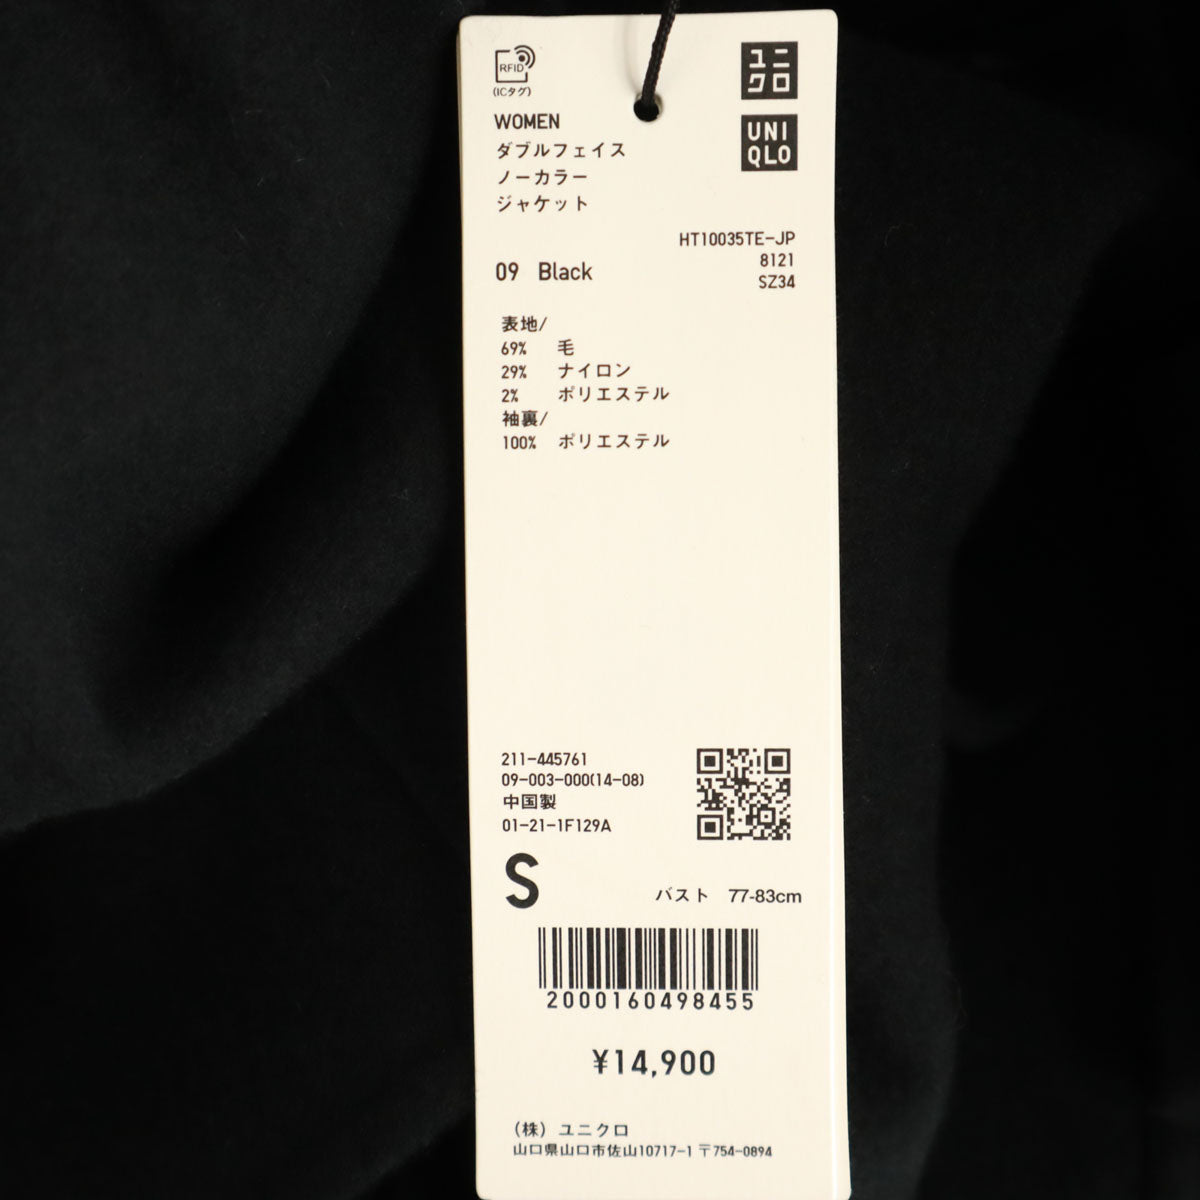 RFID
(ICタグ)
ユニ
クロ
UNI
QLO
WOMEN
ダブルフェイス
ノーカラー
ジャケット
HT10035TE-JP
8121
SZ34
09 Black
表地/
69% 毛
29% ナイロン
2% ポリエステル
袖裏/
100% ポリエステル
211-445761
09-003-000(14-08)
中国製
01-21-1F129A
S
バスト 77-83cm
2000160498455
¥14,900
(株) ユニクロ
山口県山口市佐山10717-1 〒754-0894